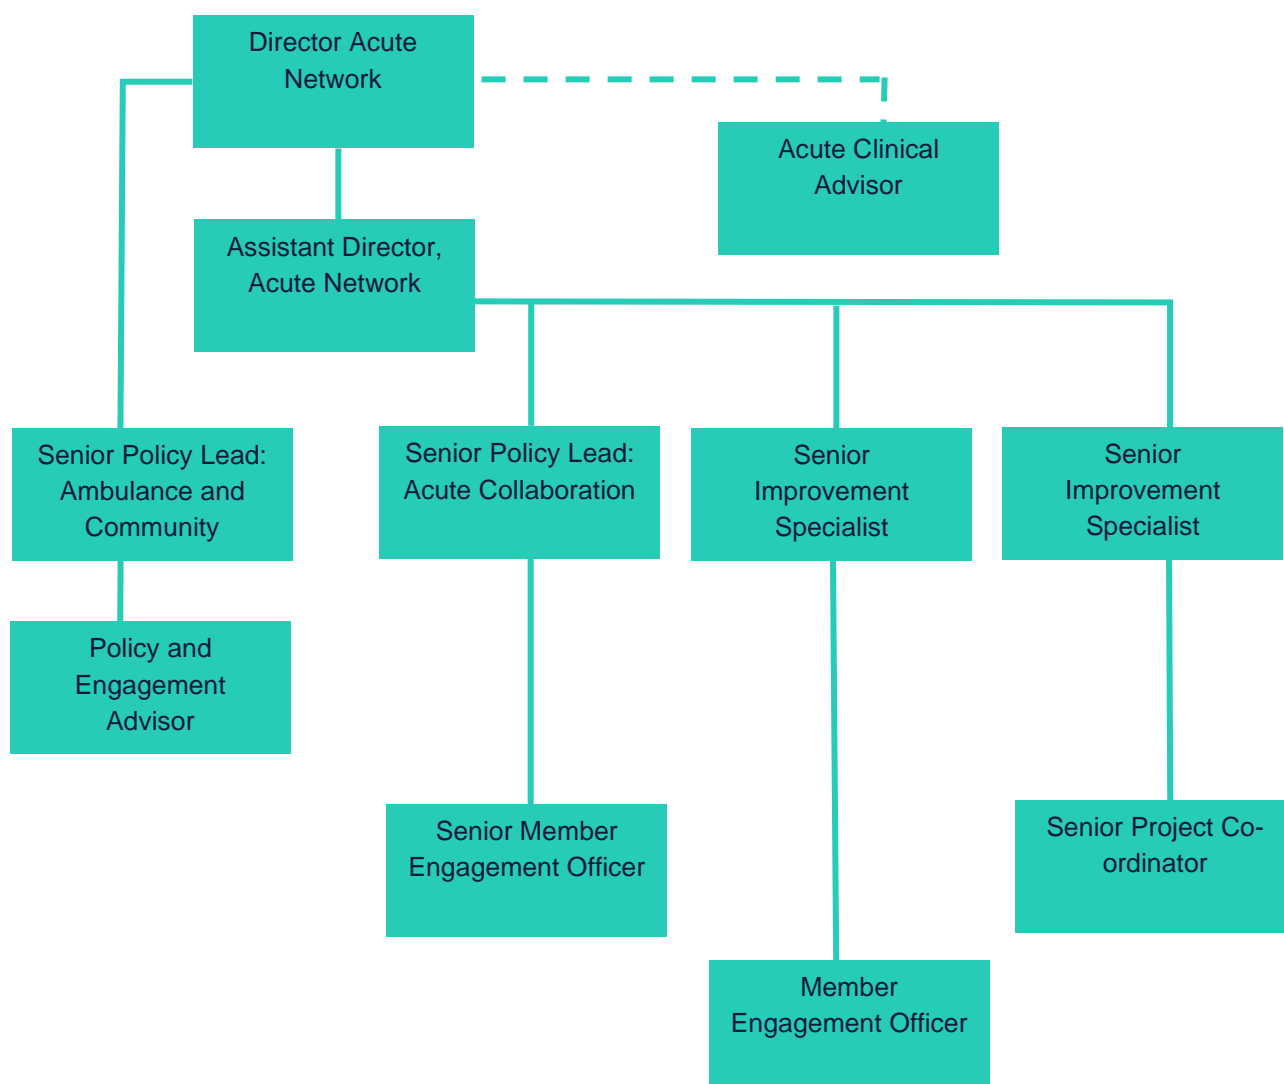 Director Acute
Network
Acute Clinical
Advisor
Assistant Director,
Acute Network
Senior Policy Lead:
Ambulance and
Community
Senior Policy Lead:
Acute Collaboration
Senior
Improvement
Specialist
Senior
Improvement
Specialist
Policy and
Engagement
Advisor
Senior Member
Engagement Officer
Senior Project Co-
ordinator
Member
Engagement Officer